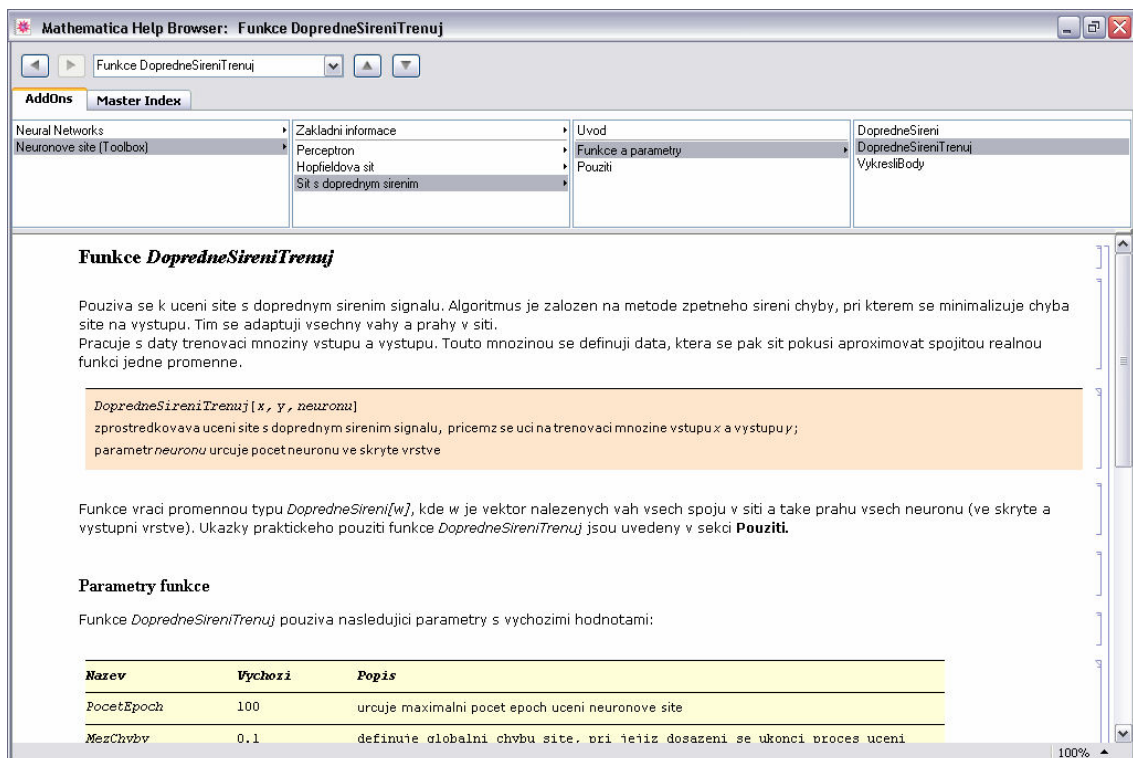 Mathematica Help Browser: Funkce DopredneSireniTrenuj
Funkce DopredneSireniTrenuj
AddOns Master Index
Neural Networks
Neuronove site (Toolbox)
Zakladni informace
Perceptron
Hopfieldova sit
Sit s doprednym sirenim
Uvod
Funkce a parametry
Pouziti
DopredneSireni
DopredneSireniTrenuj
VykresliBody
Funkce DopredneSireniTrenuj
Pouziva se k uceni site s doprednym sirenim signalu. Algoritmus je zalozen na metode zpetneho sireni chyby, pri kterem se minimalizuje chyba
site na vystupu. Tim se adaptuji vsechny vahy a prahy v siti.
Pracuje s daty trenovaci mnoziny vstupu a vystupu. Touto mnozinou se definuji data, ktera se pak sit pokusi aproximovat spojitou realnou
funkci jedne promenne.
DopredneSireniTrenuj[x, y, neuronu]
zprostredkovava uceni site s doprednym sirenim signalu, pricemz se uci na trenovaci mnozine vstupu x a vystupu y;
parametr neuronu urcuje pocet neuronu ve skryte vrstve
Funkce vraci promennou typu DopredneSireni[w], kde w je vektor nalezenych vah vsech spoju v siti a take prahu vsech neuronu (ve skryte a
vystupni vrstve). Ukazky praktickeho pouziti funkce DopredneSireniTrenuj jsou uvedeny v sekci Pouziti.
Parametry funkce
Funkce DopredneSireniTrenuj pouziva nasledujici parametry s vychozimi hodnotami:
Nazev Vychozi Popis
PocetEpoch 100 urcuje maximalni pocet epoch uceni neuronove site
MezChyby 0.1 definuje globalni chybu site, pri jejiz dosazeni se ukonci proces uceni
100%